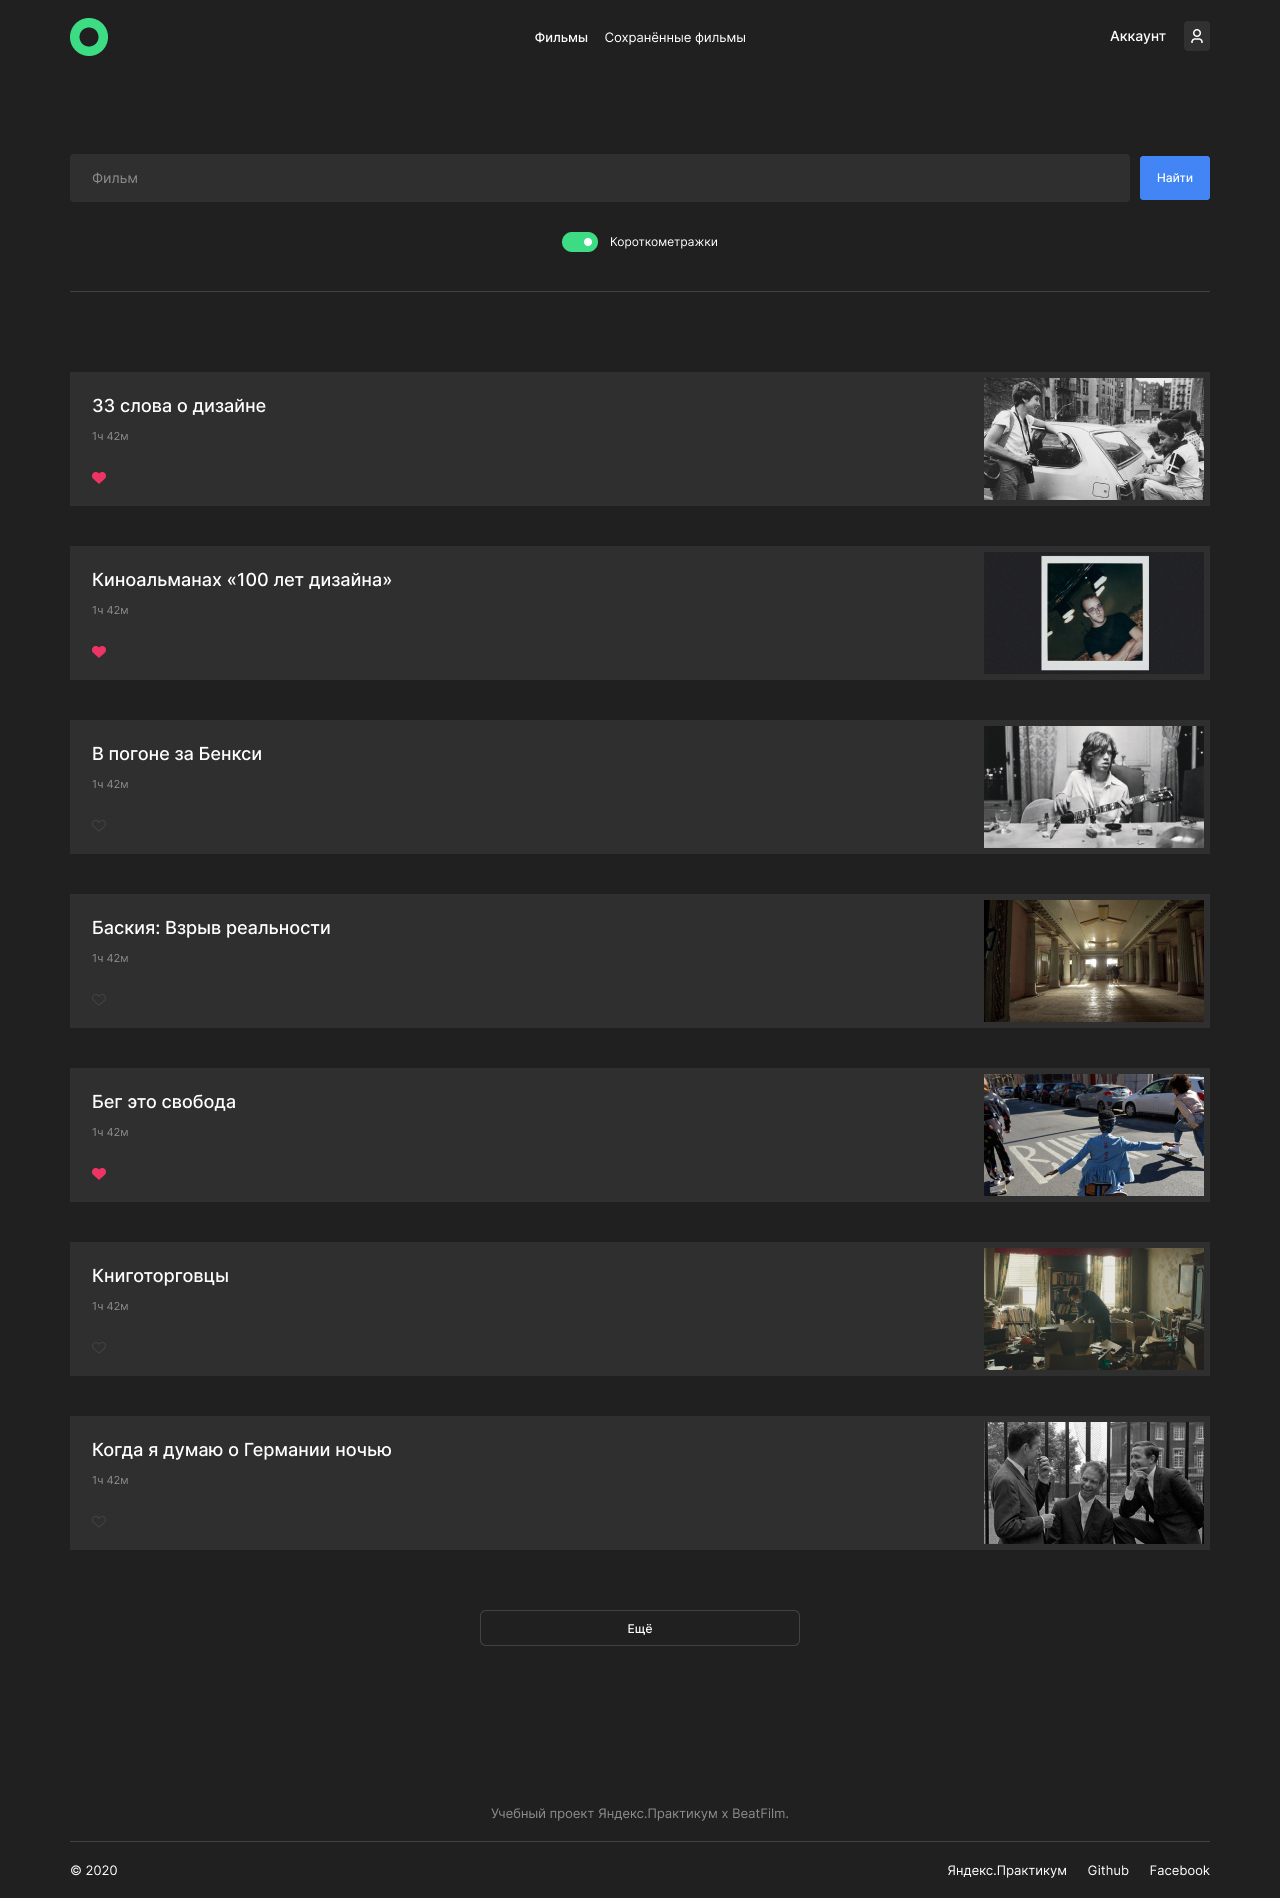 Фильмы Сохранённые фильмы Аккаунт
Фильм Найти
Короткометражки
33 слова о дизайне
1ч 42м
Киноальманах «100 лет дизайна»
1ч 42м
В погоне за Бенкси
1ч 42м
Баския: Взрыв реальности
1ч 42м
Бег это свобода
1ч 42м
Книготорговцы
1ч 42м
Когда я думаю о Германии ночью
1ч 42м
Ещё
Учебный проект Яндекс.Практикум х BeatFilm.
© 2020 Яндекс.Практикум Github Facebook